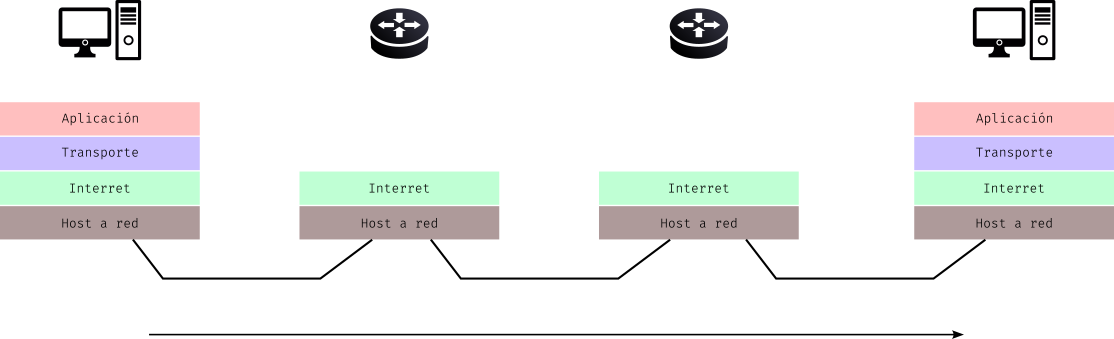 Aplicación
Transporte
Interret
Host a red
Interret
Host a red
Interret
Host a red
Aplicación
Transporte
Interret
Host a red